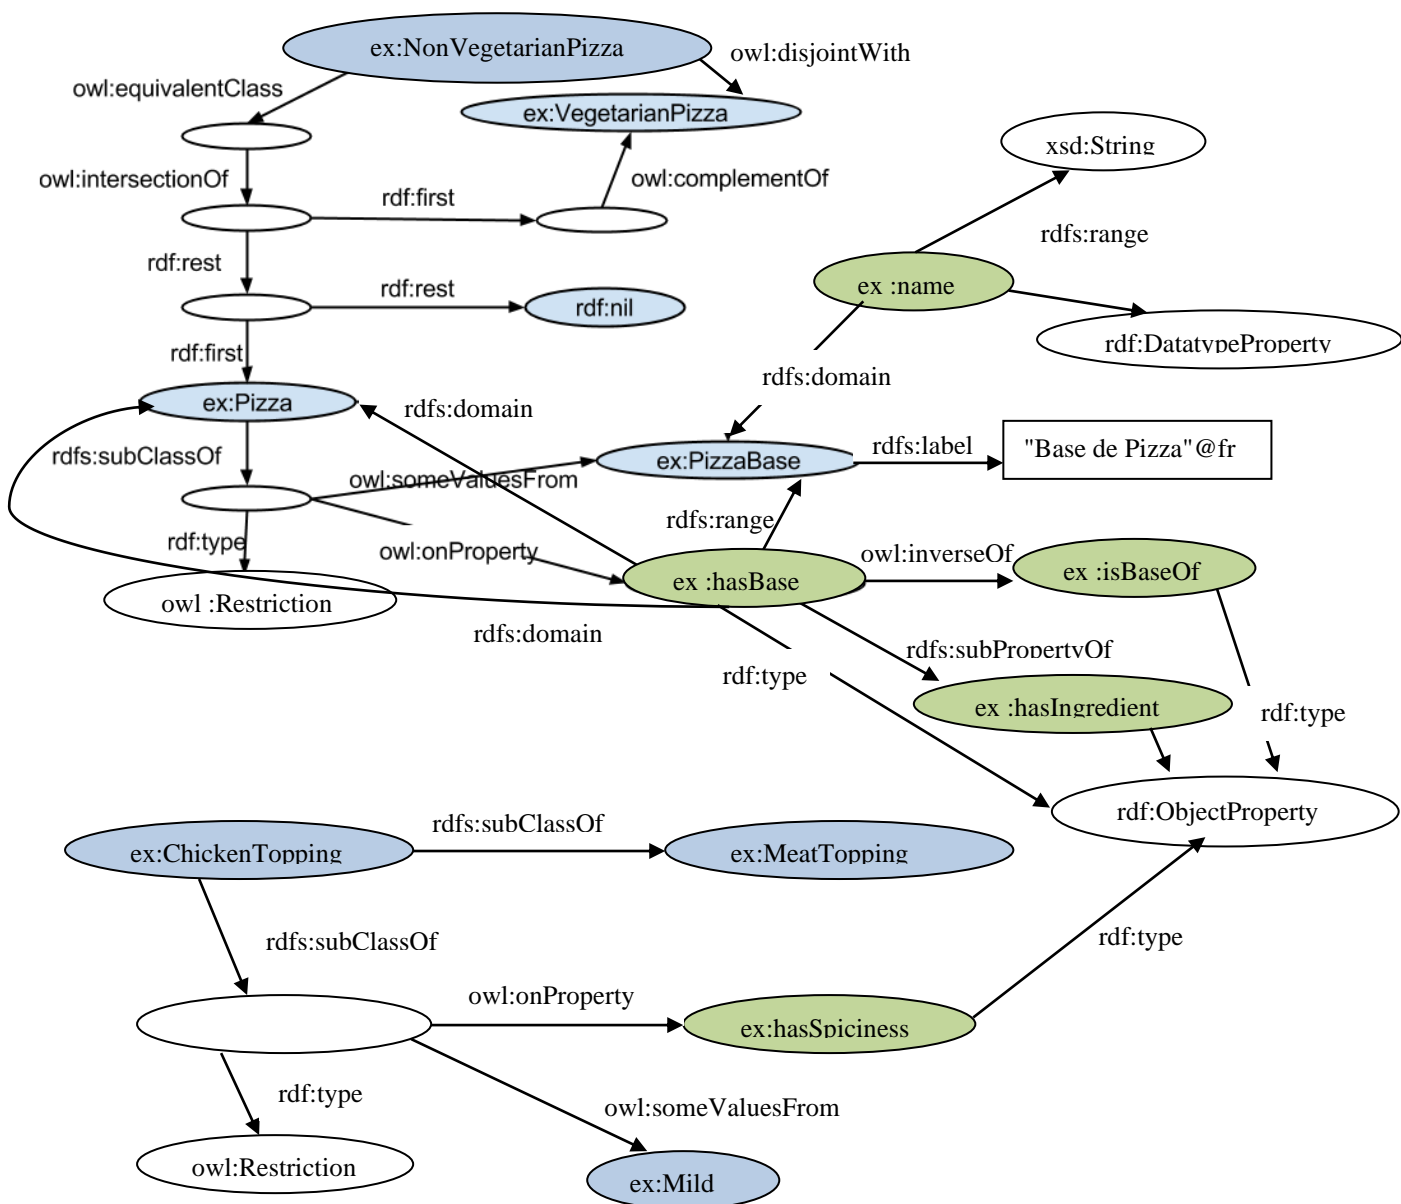 ex:NonVegetarianPizza
owl:disjointWith
owl:equivalentClass
ex:VegetarianPizza
xsd:String
owl:intersectionOf
rdf:first
owl:complementOf
rdfs:range
rdf:rest
rdf:rest
rdf:nil
ex :name
rdf:first
rdf:DatatypeProperty
rdfs:domain
ex:Pizza
rdfs:domain
rdfs:subClassOf
owl:someValuesFrom
ex:PizzaBase
rdfs:label
"Base de Pizza"@fr
rdfs:range
rdf:type
owl:onProperty
owl:inverseOf
ex :hasBase
ex :isBaseOf
owl :Restriction
rdfs:domain
rdfs:subPropertyOf
rdf:type
ex :hasIngredient
rdf:type
rdf:ObjectProperty
rdfs:subClassOf
ex:ChickenTopping
ex:MeatTopping
rdfs:subClassOf
rdf:type
owl:onProperty
ex:hasSpiciness
rdf:type
owl:someValuesFrom
owl:Restriction
ex:Mild